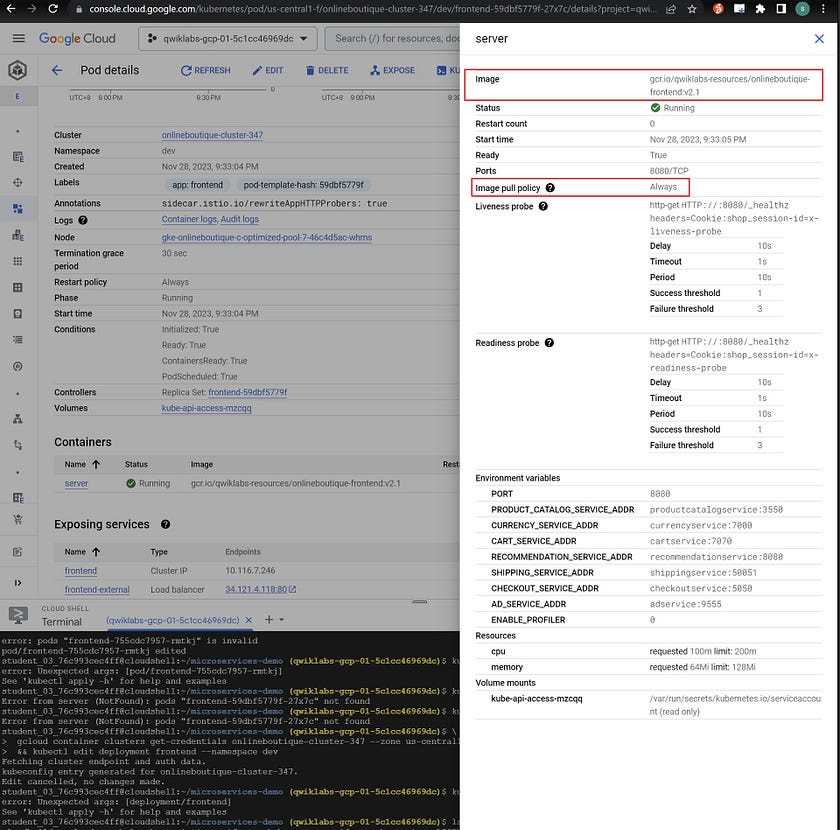 console.cloud.google.com/kubernetes/pod/us-central1-f/onlineboutique-cluster-347/dev/frontend-59dbf5779f-27x7c/details?project=qwi...
Google Cloud
qwiklabs-gcp-01-5c1cc46969dc
Search (/) for resources, doc
S
E
Pod details
REFRESH
EDIT
DELETE
EXPOSE
KU
0
UTC+8 9:00 PM 9:30 PM
UTC+8 9:00 PM
Cluster onlineboutique-cluster-347
Namespace dev
Created Nov 28, 2023, 9:33:04 PM
Labels app: frontend pod-template-hash: 59dbf5779f
Annotations sidecar.istio.io/rewriteAppHTTPProbers: true
Logs Container logs, Audit logs
Node gke-onlineboutique-c-optimized-pool-7-46c4d5ac-whms
Termination grace 30 sec
period
Restart policy Always
Phase Running
Start time Nov 28, 2023, 9:33:04 PM
Conditions Initialized: True
Ready: True
ContainersReady: True
PodScheduled: True
Controllers Replica Set: frontend-59dbf5779f
Volumes kube-api-access-mzcqq
Containers
Name Status Image Resta
server Running gcr.io/qwiklabs-resources/onlineboutique-frontend:v2.1
Exposing services
Name Type Endpoints
frontend Cluster IP 10.116.7.246
frontend-external Load balancer 34.121.4.118:80
CLOUD SHELL
Terminal (qwiklabs-gcp-01-5c1cc46969dc) × + ▾
error: pods "frontend-755cdc7957-rmtkj" is invalid
pod/frontend-755cdc7957-rmtkj edited
student_03_76c993cec4ff@cloudshell:~/microservices-demo (qwiklabs-gcp-01-5c1cc46969dc)$ ku
error: Unexpected args: [pod/frontend-755cdc7957-rmtkj]
See 'kubectl apply -h' for help and examples
student_03_76c993cec4ff@cloudshell:~/microservices-demo (qwiklabs-gcp-01-5c1cc46969dc)$ ku
Error from server (NotFound): pods "frontend-59dbf5779f-27x7c" not found
student_03_76c993cec4ff@cloudshell:~/microservices-demo (qwiklabs-gcp-01-5c1cc46969dc)$ ku
Error from server (NotFound): pods "frontend-59dbf5779f-27x7c" not found
student_03_76c993cec4ff@cloudshell:~/microservices-demo (qwiklabs-gcp-01-5c1cc46969dc)$ \
> gcloud container clusters get-credentials onlineboutique-cluster-347 --zone us-central
> && kubectl edit deployment frontend --namespace dev
Fetching cluster endpoint and auth data.
kubeconfig entry generated for onlineboutique-cluster-347.
Edit cancelled, no changes made.
student_03_76c993cec4ff@cloudshell:~/microservices-demo (qwiklabs-gcp-01-5c1cc46969dc)$ ku
error: Unexpected args: [deployment/frontend]
See 'kubectl apply -h' for help and examples
student_03_76c993cec4ff@cloudshell:~/microservices-demo (qwiklabs-gcp-01-5c1cc46969dc)$ ls
server
Image gcr.io/qwiklabs-resources/onlineboutique-
frontend:v2.1
Status Running
Restart count 0
Start time Nov 28, 2023, 9:33:05 PM
Ready True
Ports 8080/TCP
Image pull policy Always
Liveness probe http-get HTTP://:8080/_healthz
headers=Cookie:shop_session-id=x-
liveness-probe
Delay 10s
Timeout 1s
Period 10s
Success threshold 1
Failure threshold 3
Readiness probe http-get HTTP://:8080/_healthz
headers=Cookie:shop_session-id=x-
readiness-probe
Delay 10s
Timeout 1s
Period 10s
Success threshold 1
Failure threshold 3
Environment variables
PORT 8080
PRODUCT_CATALOG_SERVICE_ADDR productcatalogservice:3550
CURRENCY_SERVICE_ADDR currencyservice:7000
CART_SERVICE_ADDR cartservice:7070
RECOMMENDATION_SERVICE_ADDR recommendationservice:8080
SHIPPING_SERVICE_ADDR shippingservice:50051
CHECKOUT_SERVICE_ADDR checkoutservice:5050
AD_SERVICE_ADDR adservice:9555
ENABLE_PROFILER 0
Resources
cpu requested 100m limit: 200m
memory requested 64Mi limit: 128Mi
Volume mounts
kube-api-access-mzcqq /var/run/secrets/kubernetes.io/serviceaccou
nt (read only)